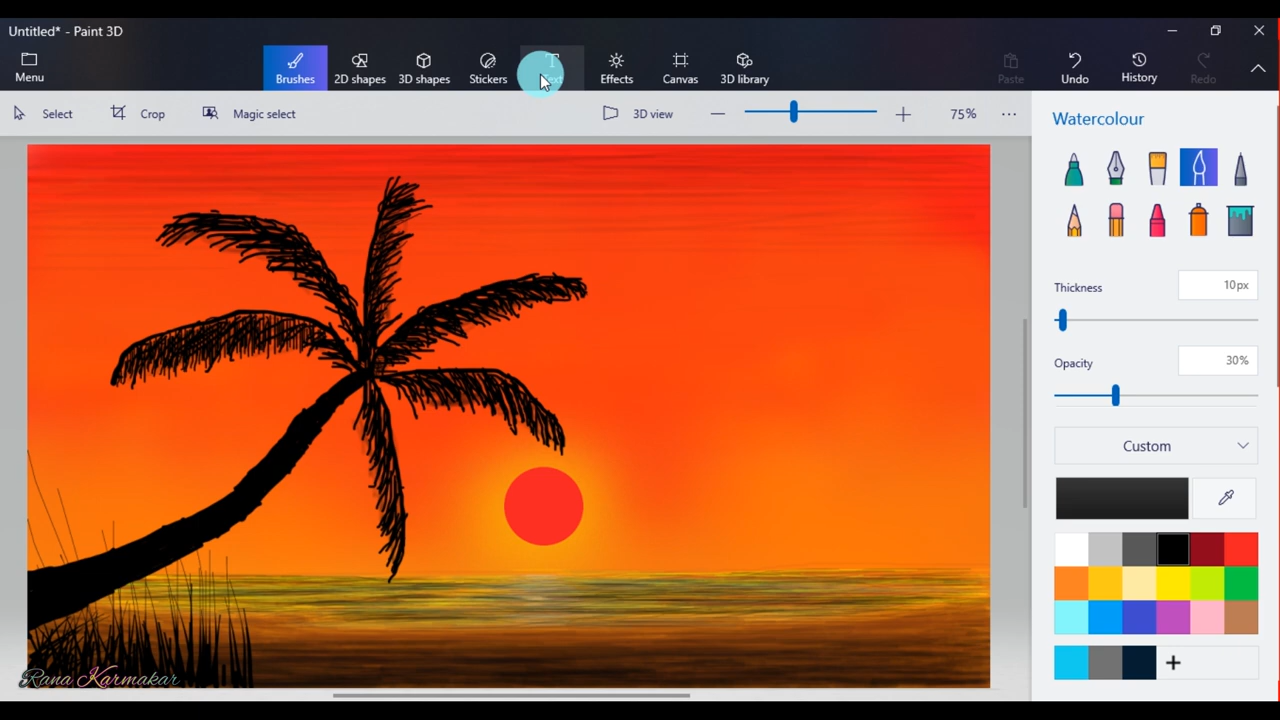 Untitled* - Paint 3D
Menu
Brushes
2D shapes
3D shapes
Stickers
Text
Effects
Canvas
3D library
Paste
Undo
History
Redo
Select
Crop
Magic select
3D view
75%
Watercolour
Thickness
10px
Opacity
30%
Custom
Rana Karmakar